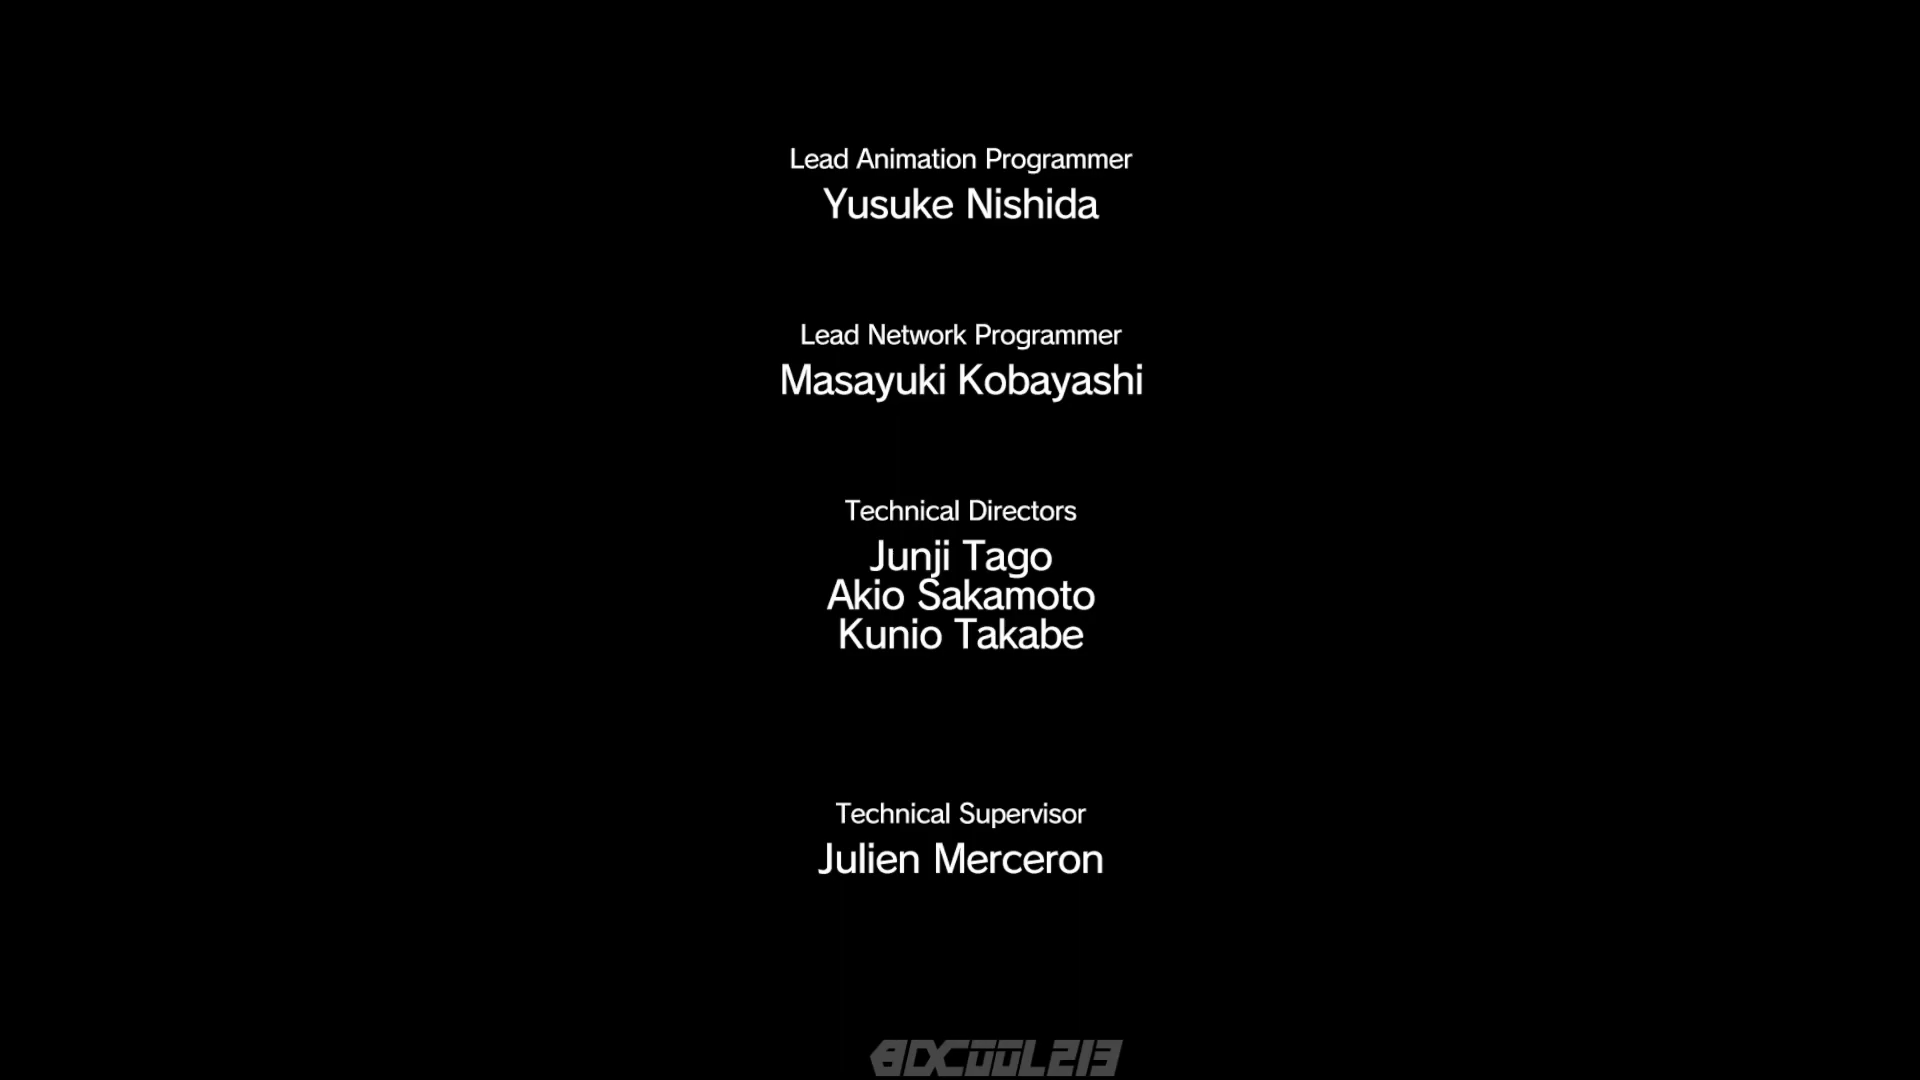 Lead Animation Programmer
Yusuke Nishida
Lead Network Programmer
Masayuki Kobayashi
Technical Directors
Junji Tago
Akio Sakamoto
Kunio Takabe
Technical Supervisor
Julien Merceron